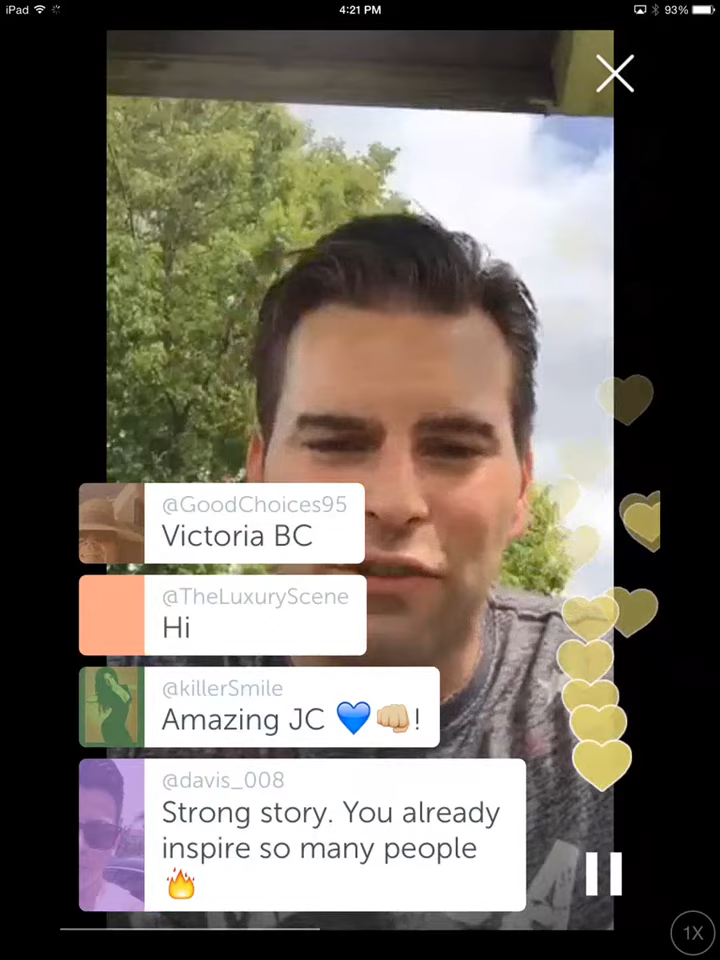 iPad 4:21 PM 93%
@GoodChoices95
Victoria BC
@TheLuxuryScene
Hi
@killerSmile
Amazing JC 💙👊🏼!
@davis_008
Strong story. You already
inspire so many people
🔥
1X